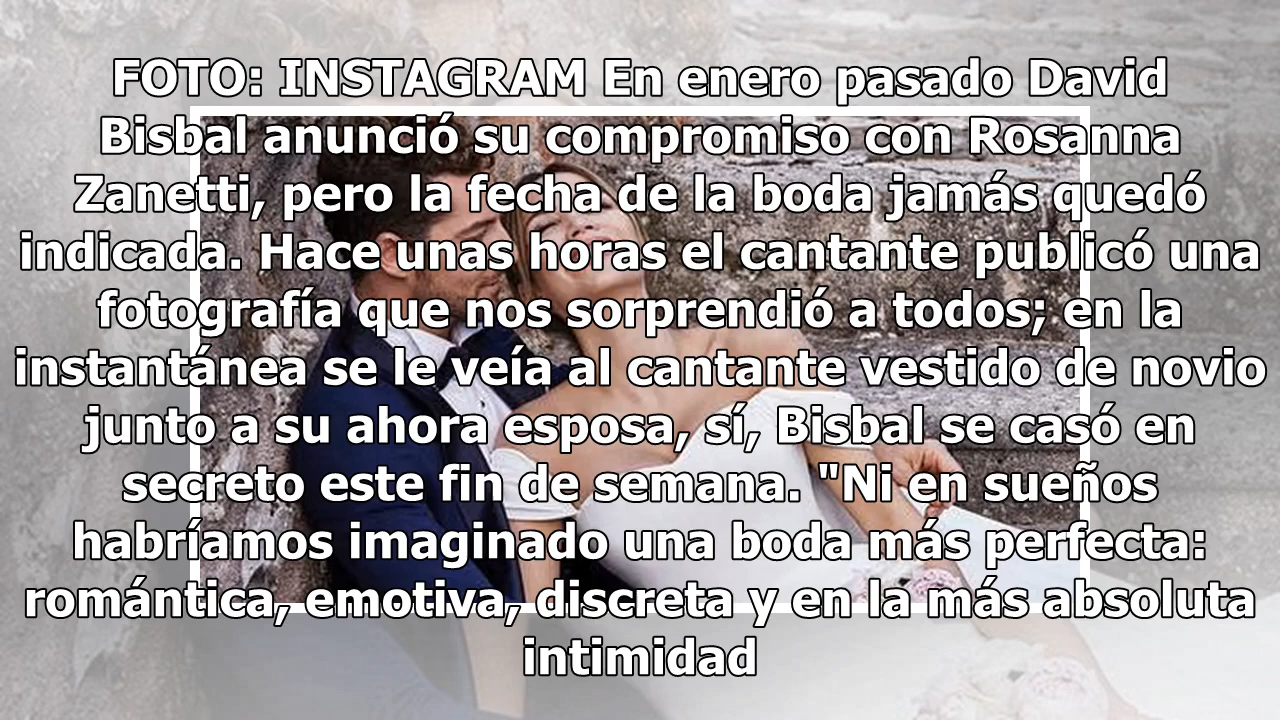 FOTO: INSTAGRAM En enero pasado David
Bisbal anunció su compromiso con Rosanna
Zanetti, pero la fecha de la boda jamás quedó
indicada. Hace unas horas el cantante publicó una
fotografía que nos sorprendió a todos; en la
instantánea se le veía al cantante vestido de novio
junto a su ahora esposa, sí, Bisbal se casó en
secreto este fin de semana. "Ni en sueños
habríamos imaginado una boda más perfecta:
romántica, emotiva, discreta y en la más absoluta
intimidad